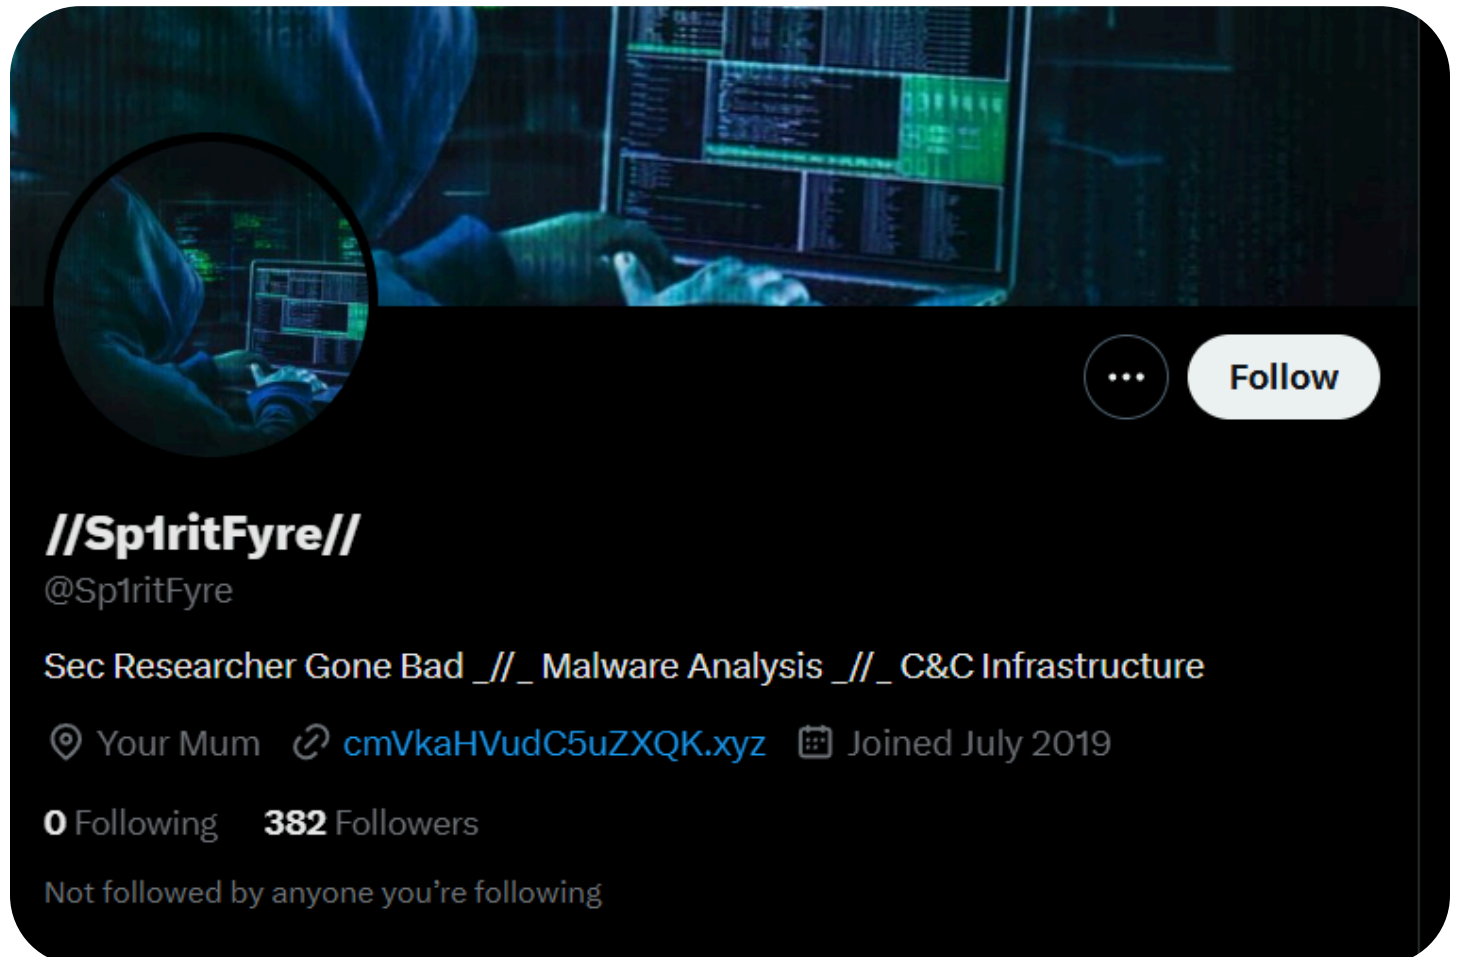 Follow
//Sp1ritFyre//
@Sp1ritFyre
Sec Researcher Gone Bad _//_ Malware Analysis _//_ C&C Infrastructure
Your Mum cmVkaHVudC5uZXQK.xyz Joined July 2019
0 Following 382 Followers
Not followed by anyone you’re following